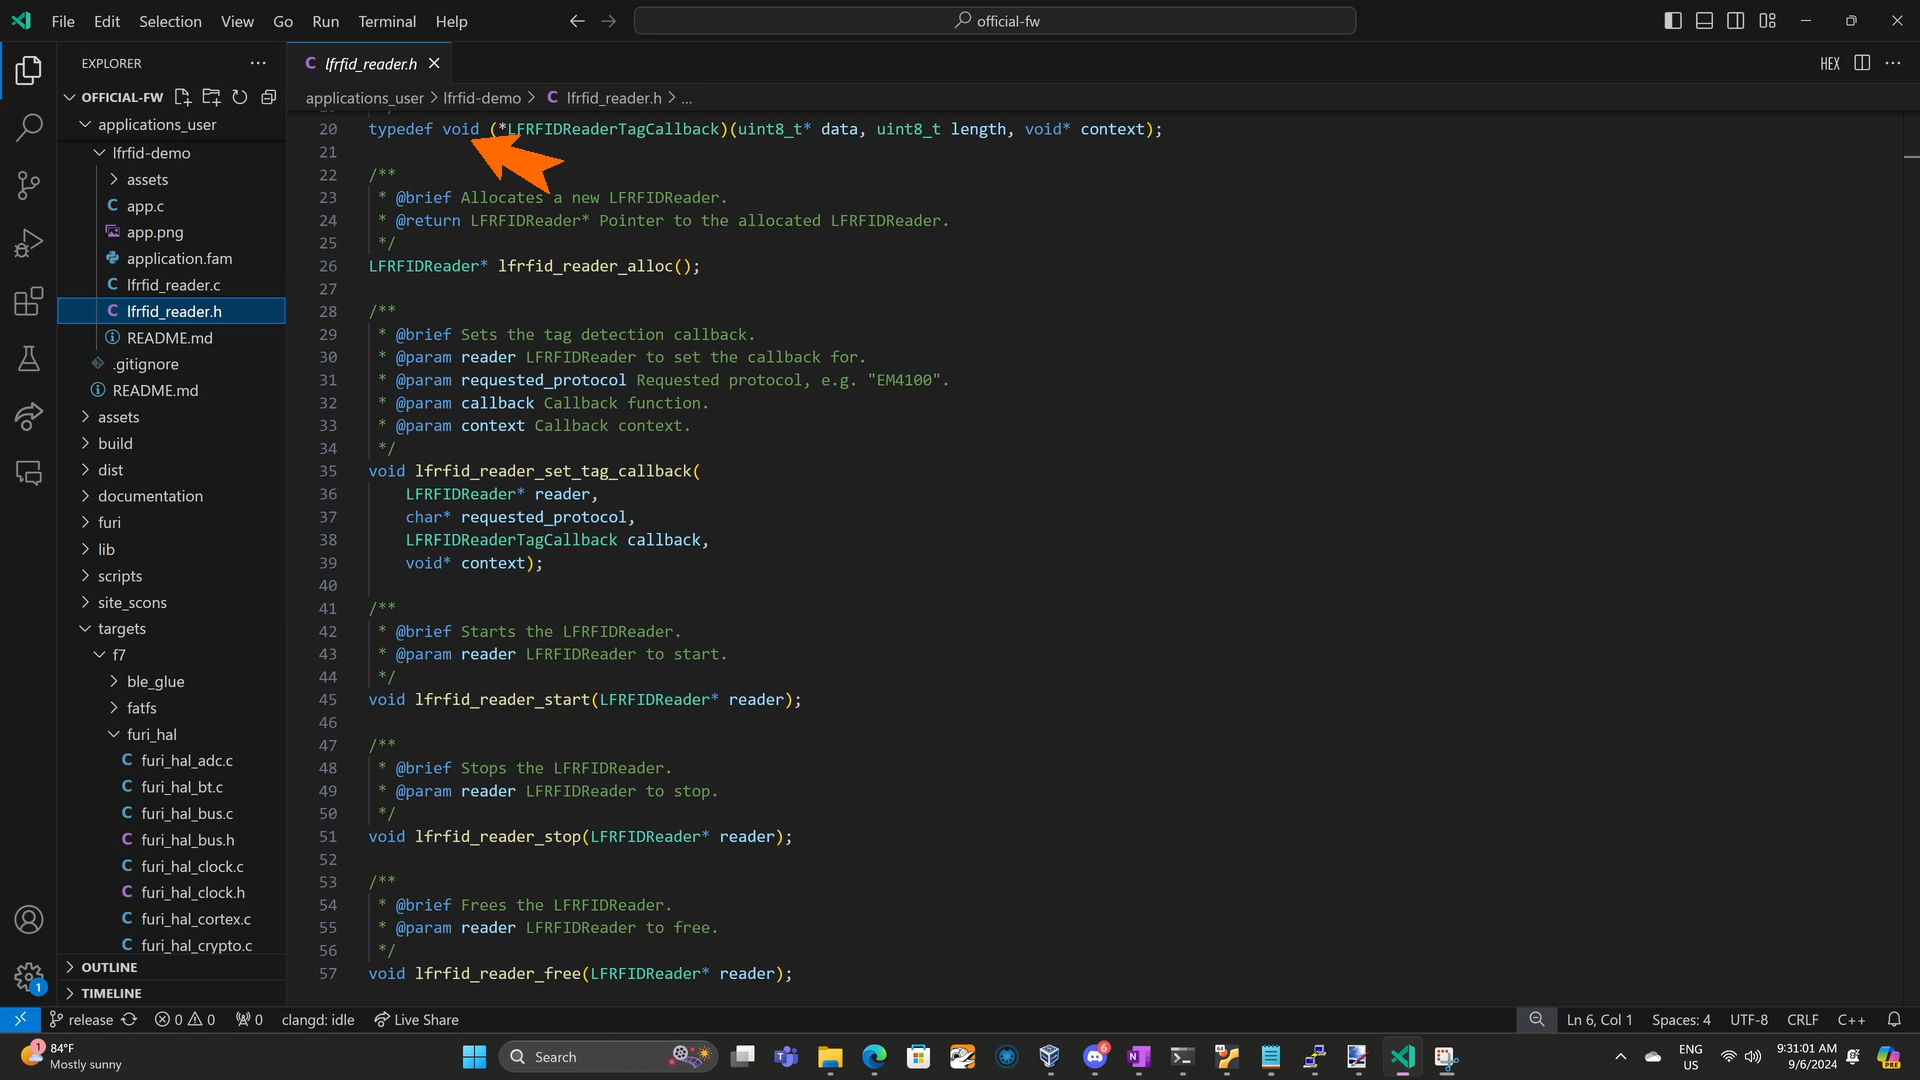 File Edit Selection View Go Run Terminal Help
official-fw
EXPLORER
OFFICIAL-FW
applications_user
lfrfid-demo
assets
app.c
app.png
application.fam
lfrfid_reader.c
lfrfid_reader.h
README.md
.gitignore
README.md
assets
build
dist
documentation
furi
lib
scripts
site_scons
targets
f7
ble_glue
fatfs
furi_hal
furi_hal_adc.c
furi_hal_bt.c
furi_hal_bus.c
furi_hal_bus.h
furi_hal_clock.c
furi_hal_clock.h
furi_hal_cortex.c
furi_hal_crypto.c
OUTLINE
TIMELINE
lfrfid_reader.h
HEX
applications_user > lfrfid-demo > C lfrfid_reader.h > ...
20 typedef void (*LFRFIDReaderTagCallback)(uint8_t* data, uint8_t length, void* context);
21
22 /**
23 * @brief Allocates a new LFRFIDReader.
24 * @return LFRFIDReader* Pointer to the allocated LFRFIDReader.
25 */
26 LFRFIDReader* lfrfid_reader_alloc();
27
28 /**
29 * @brief Sets the tag detection callback.
30 * @param reader LFRFIDReader to set the callback for.
31 * @param requested_protocol Requested protocol, e.g. "EM4100".
32 * @param callback Callback function.
33 * @param context Callback context.
34 */
35 void lfrfid_reader_set_tag_callback(
36 LFRFIDReader* reader,
37 char* requested_protocol,
38 LFRFIDReaderTagCallback callback,
39 void* context);
40
41 /**
42 * @brief Starts the LFRFIDReader.
43 * @param reader LFRFIDReader to start.
44 */
45 void lfrfid_reader_start(LFRFIDReader* reader);
46
47 /**
48 * @brief Stops the LFRFIDReader.
49 * @param reader LFRFIDReader to stop.
50 */
51 void lfrfid_reader_stop(LFRFIDReader* reader);
52
53 /**
54 * @brief Frees the LFRFIDReader.
55 * @param reader LFRFIDReader to free.
56 */
57 void lfrfid_reader_free(LFRFIDReader* reader);
1
release 0 0 0 clangd: idle Live Share Ln 6, Col 1 Spaces: 4 UTF-8 CRLF C++
1
84°F
Mostly sunny
Search
6
ENG
US
9:31:01 AM
9/6/2024
PRE